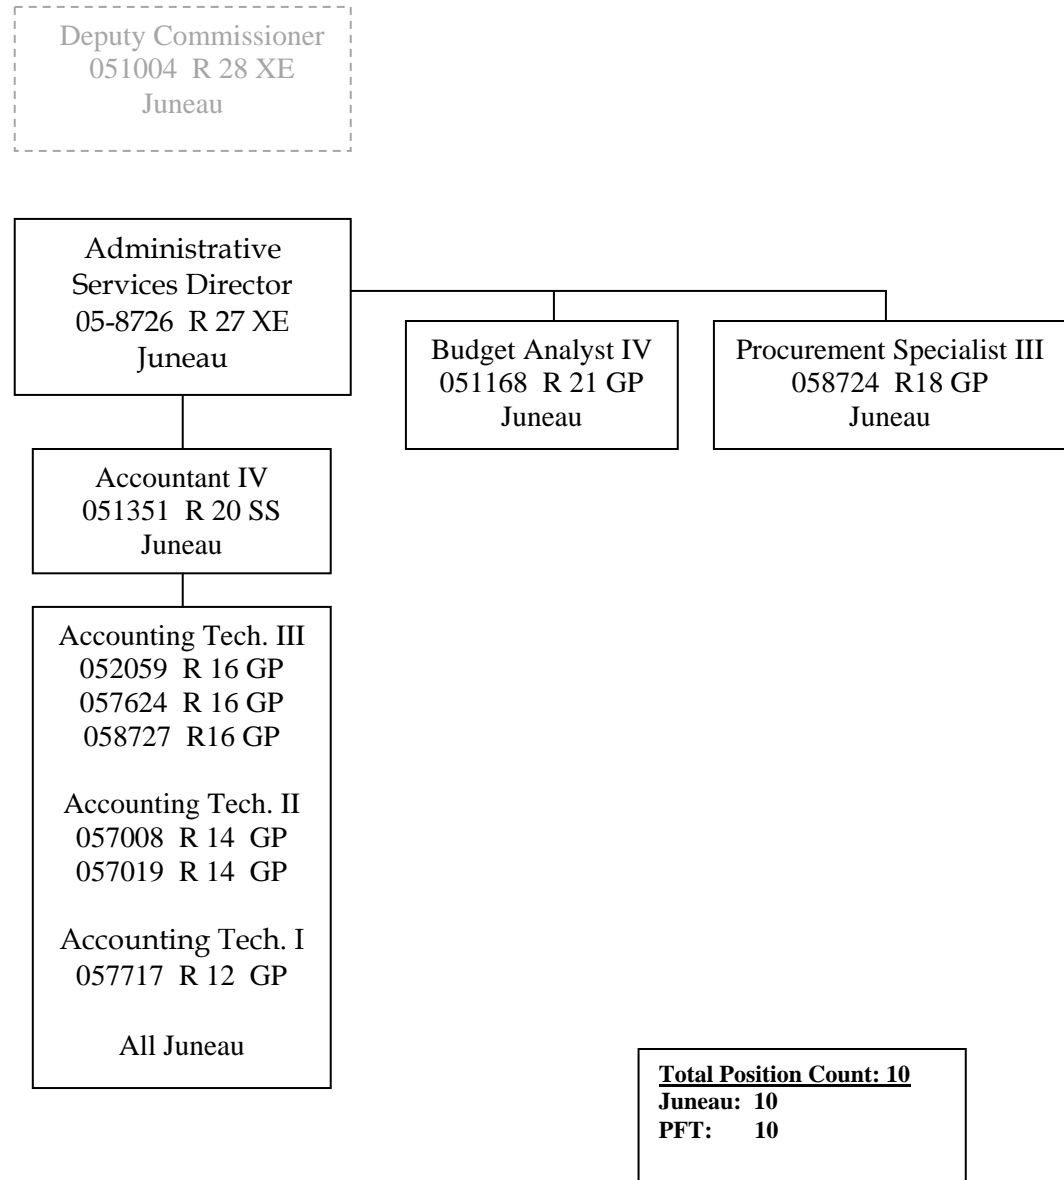 Deputy Commissioner
051004 R 28 XE
Juneau
Administrative
Services Director
05-8726 R 27 XE
Juneau
Budget Analyst IV
051168 R 21 GP
Juneau
Procurement Specialist III
058724 R18 GP
Juneau
Accountant IV
051351 R 20 SS
Juneau
Accounting Tech. III
052059 R 16 GP
057624 R 16 GP
058727 R16 GP
Accounting Tech. II
057008 R 14 GP
057019 R 14 GP
Accounting Tech. I
057717 R 12 GP
All Juneau
Total Position Count: 10
Juneau: 10
PFT: 10